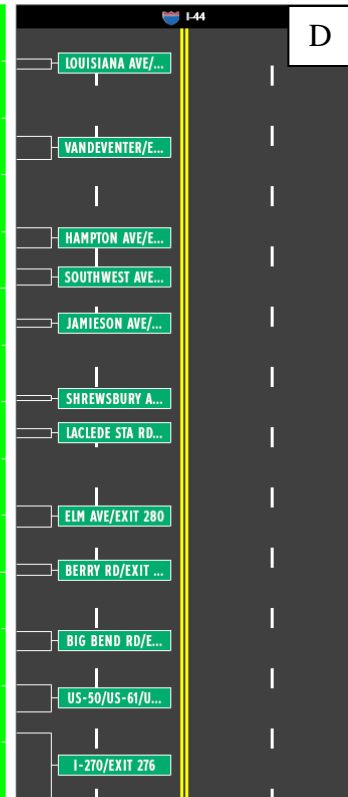 I-44
D
LOUISIANA AVE/...
VANDEVENTER/E...
HAMPTON AVE/E...
SOUTHWEST AVE...
JAMIESON AVE/...
SHREWSBURY A...
LACLEDE STA RD...
ELM AVE/EXIT 280
BERRY RD/EXIT ...
BIG BEND RD/E...
US-50/US-61/U...
I-270/EXIT 276